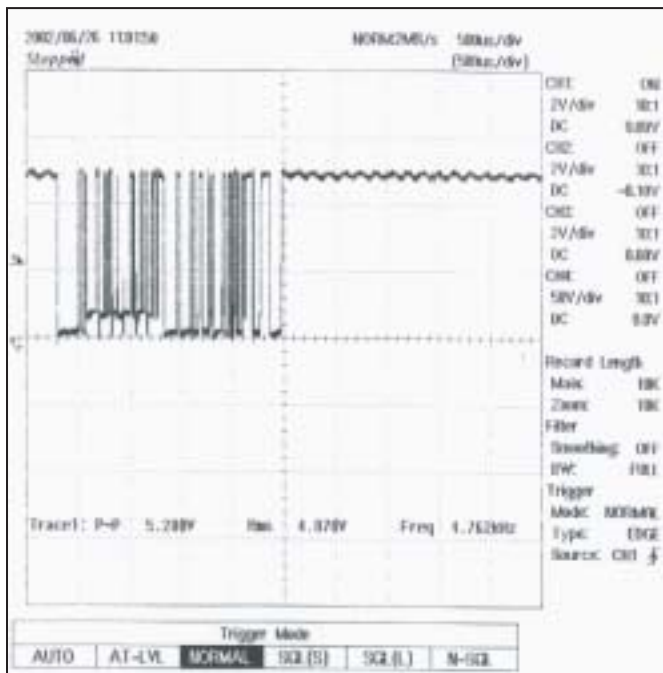 2002/06/26 NORM:2MS/s 500us/div
Stopped (500us/div)
CH1: ON
2V/div 10:1
DC 0.00V
CH2: OFF
2V/div 10:1
DC -0.10V
CH3: OFF
2V/div 10:1
DC 0.00V
CH4: OFF
50V/div 10:1
DC 0.0V
Record Length
Main: 10K
Zoom: 10K
Filter
Smoothing: OFF
BW: FULL
Trigger
Mode: NORMAL
Type: EDGE
Source: CH1
Trace1: P-P 5.200V Rms 4.070V Freq 4.762kHz
Trigger Mode
AUTO AT-LVL NORMAL SGL(S) SGL(L) N-SGL